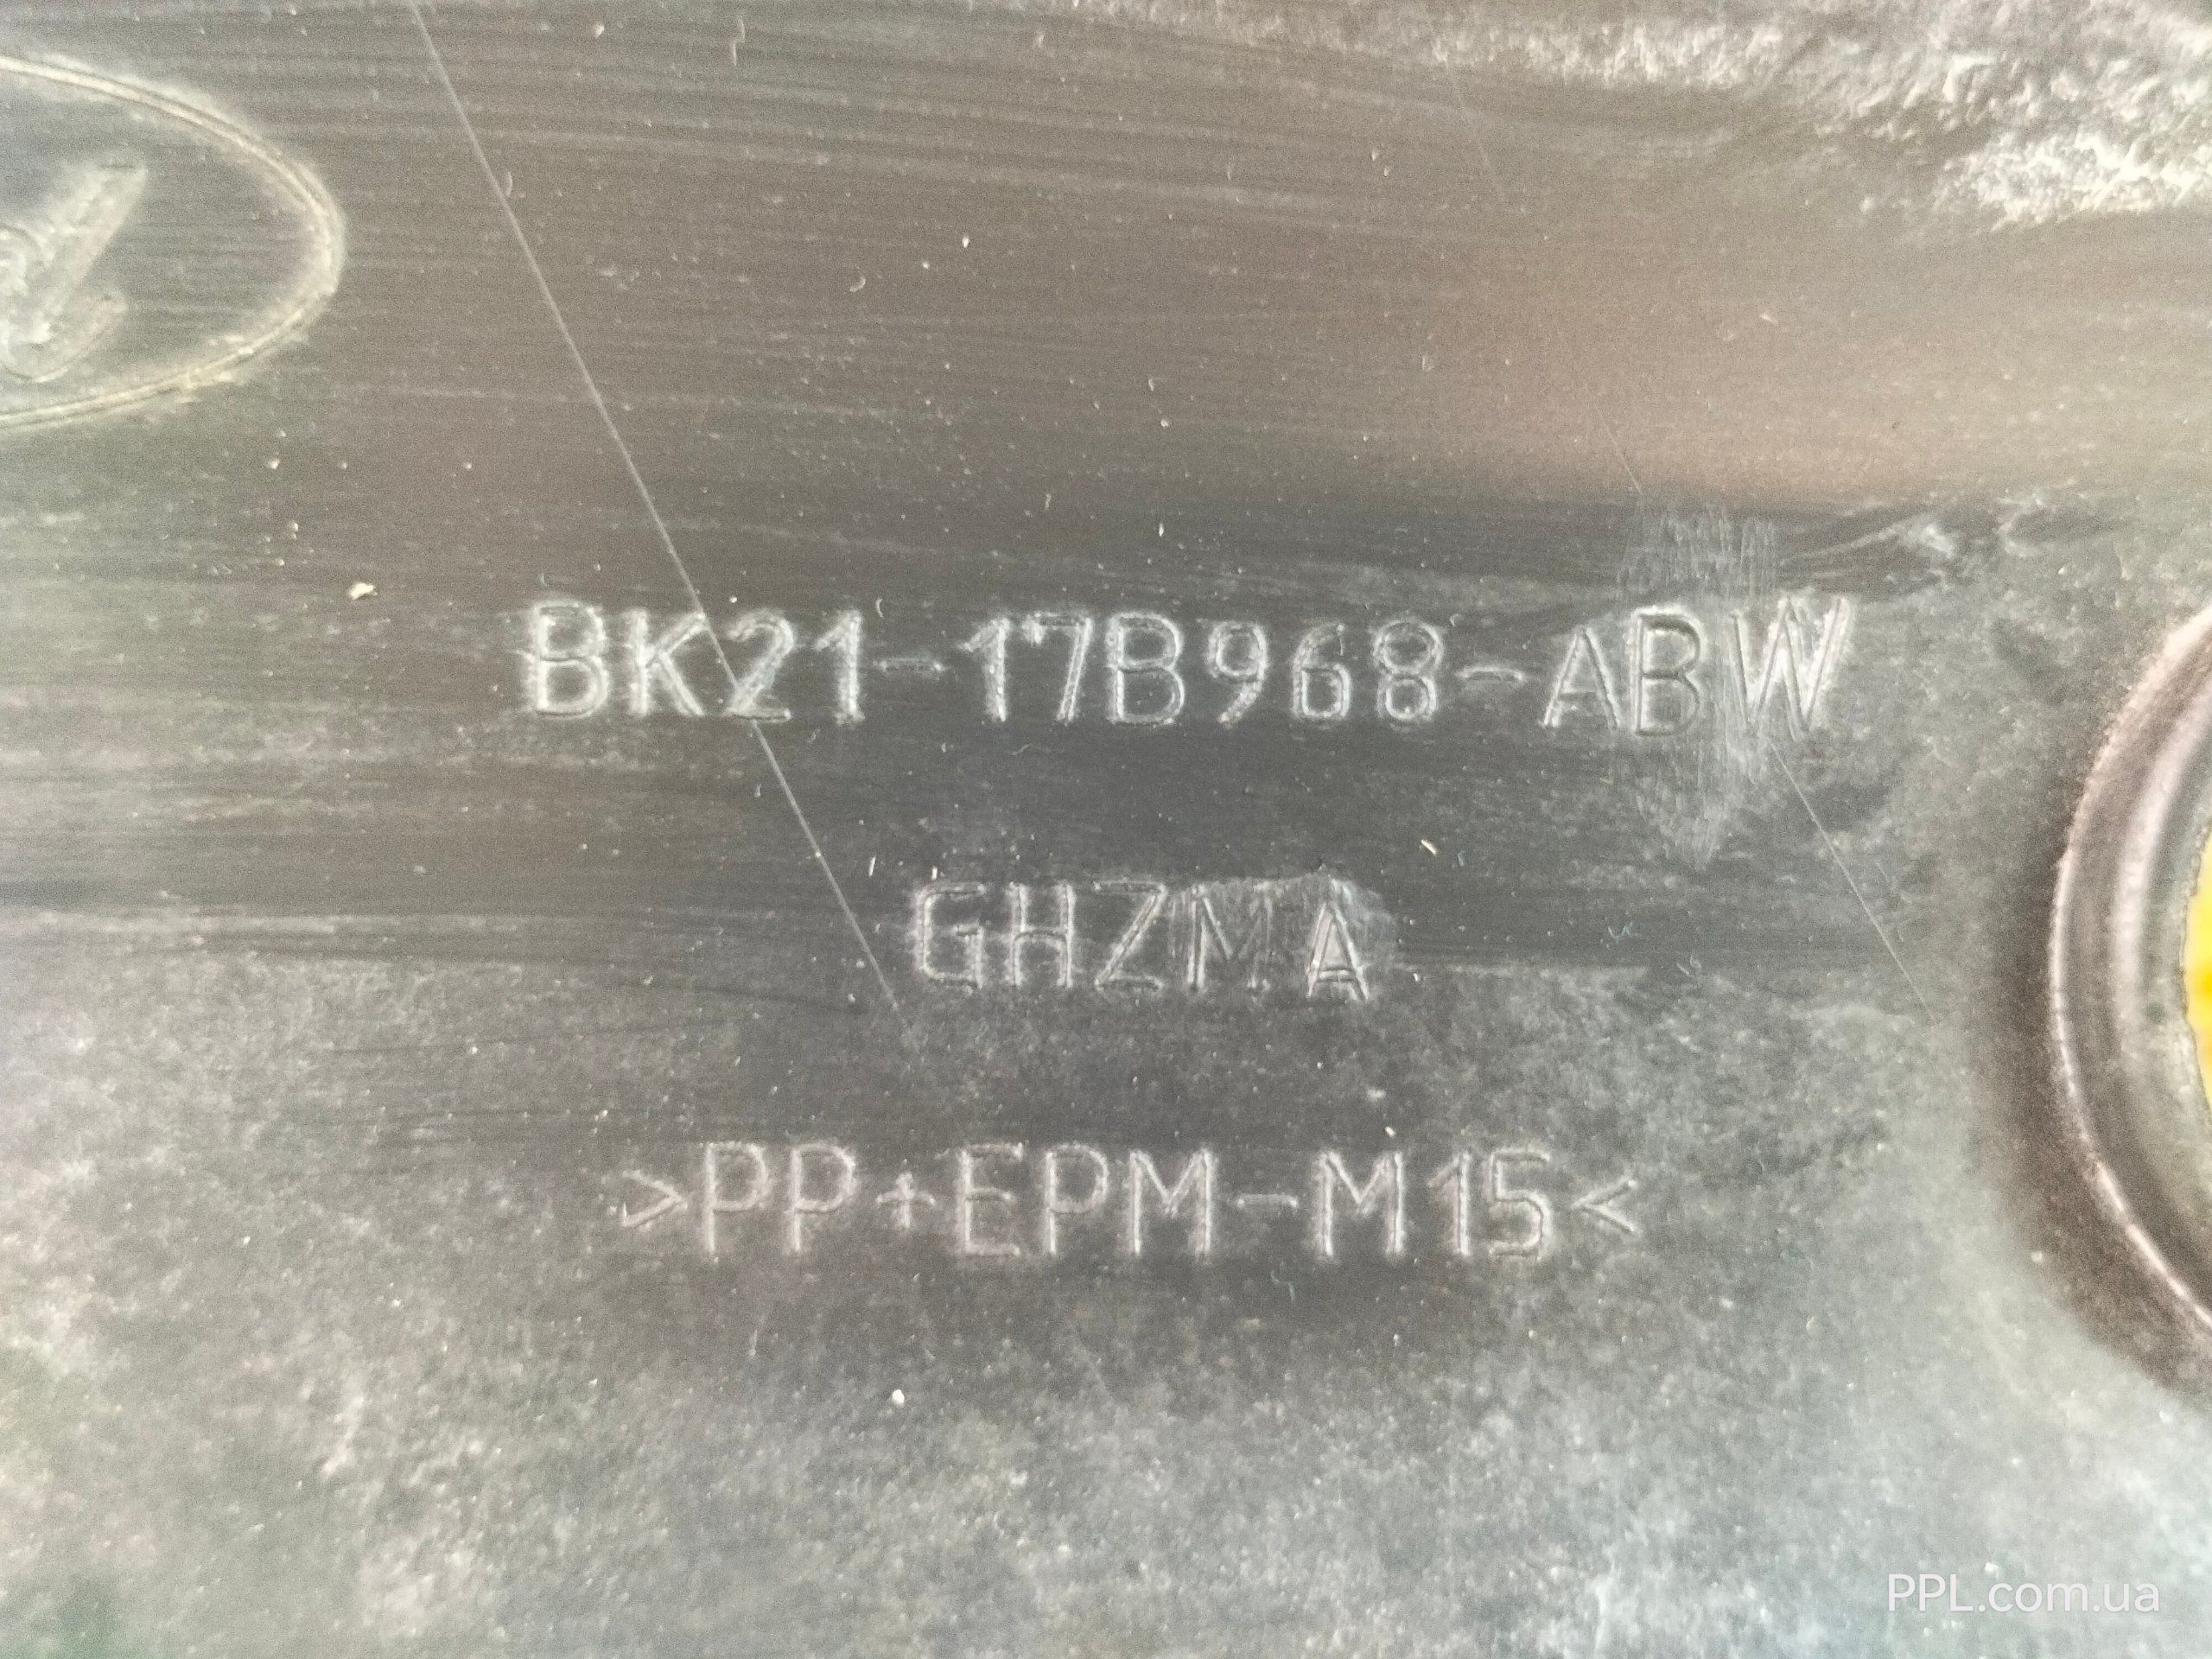 BK21-17B968-ABW
GHZMA
>PP+EPM-M15<
PPL.com.ua